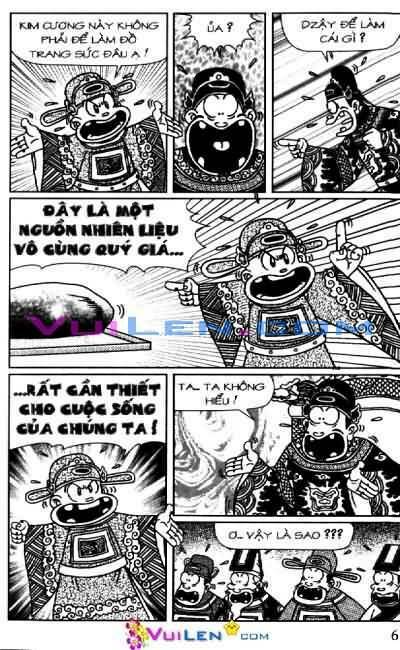 KIM CƯƠNG NÀY KHÔNG
PHẢI ĐỂ LÀM ĐỒ
TRANG SỨC ĐÂU Ạ!
ỦA?
DZẬY ĐỂ LÀM
CÁI GÌ?
ĐÂY LÀ MỘT
NGUỒN NHIÊN LIỆU
VÔ CÙNG QUÝ GIÁ...
VuiLen.com
...RẤT CẦN THIẾT
CHO CUỘC SỐNG
CỦA CHÚNG TA!
TA... TA KHÔNG
HIỂU!
Ơ... VẬY LÀ SAO???
VuiLen.com
6